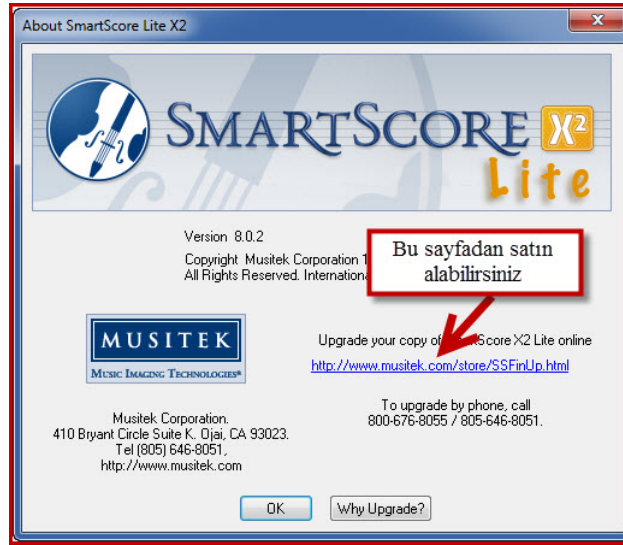 About SmartScore Lite X2
SMARTSCORE X2
Lite
Version 8.0.2
Copyright Musitek Corporation 1
All Rights Reserved. Internationa
Bu sayfadan satın
alabilirsiniz
MUSITEK
MUSIC IMAGING TECHNOLOGIES
Upgrade your copy of SmartScore X2 Lite online
http://www.musitek.com/store/SSFinUp.html
To upgrade by phone, call
800-676-8055 / 805-646-8051.
Musitek Corporation.
410 Bryant Circle Suite K. Ojai, CA 93023.
Tel (805) 646-8051,
http://www.musitek.com
OK
Why Upgrade?